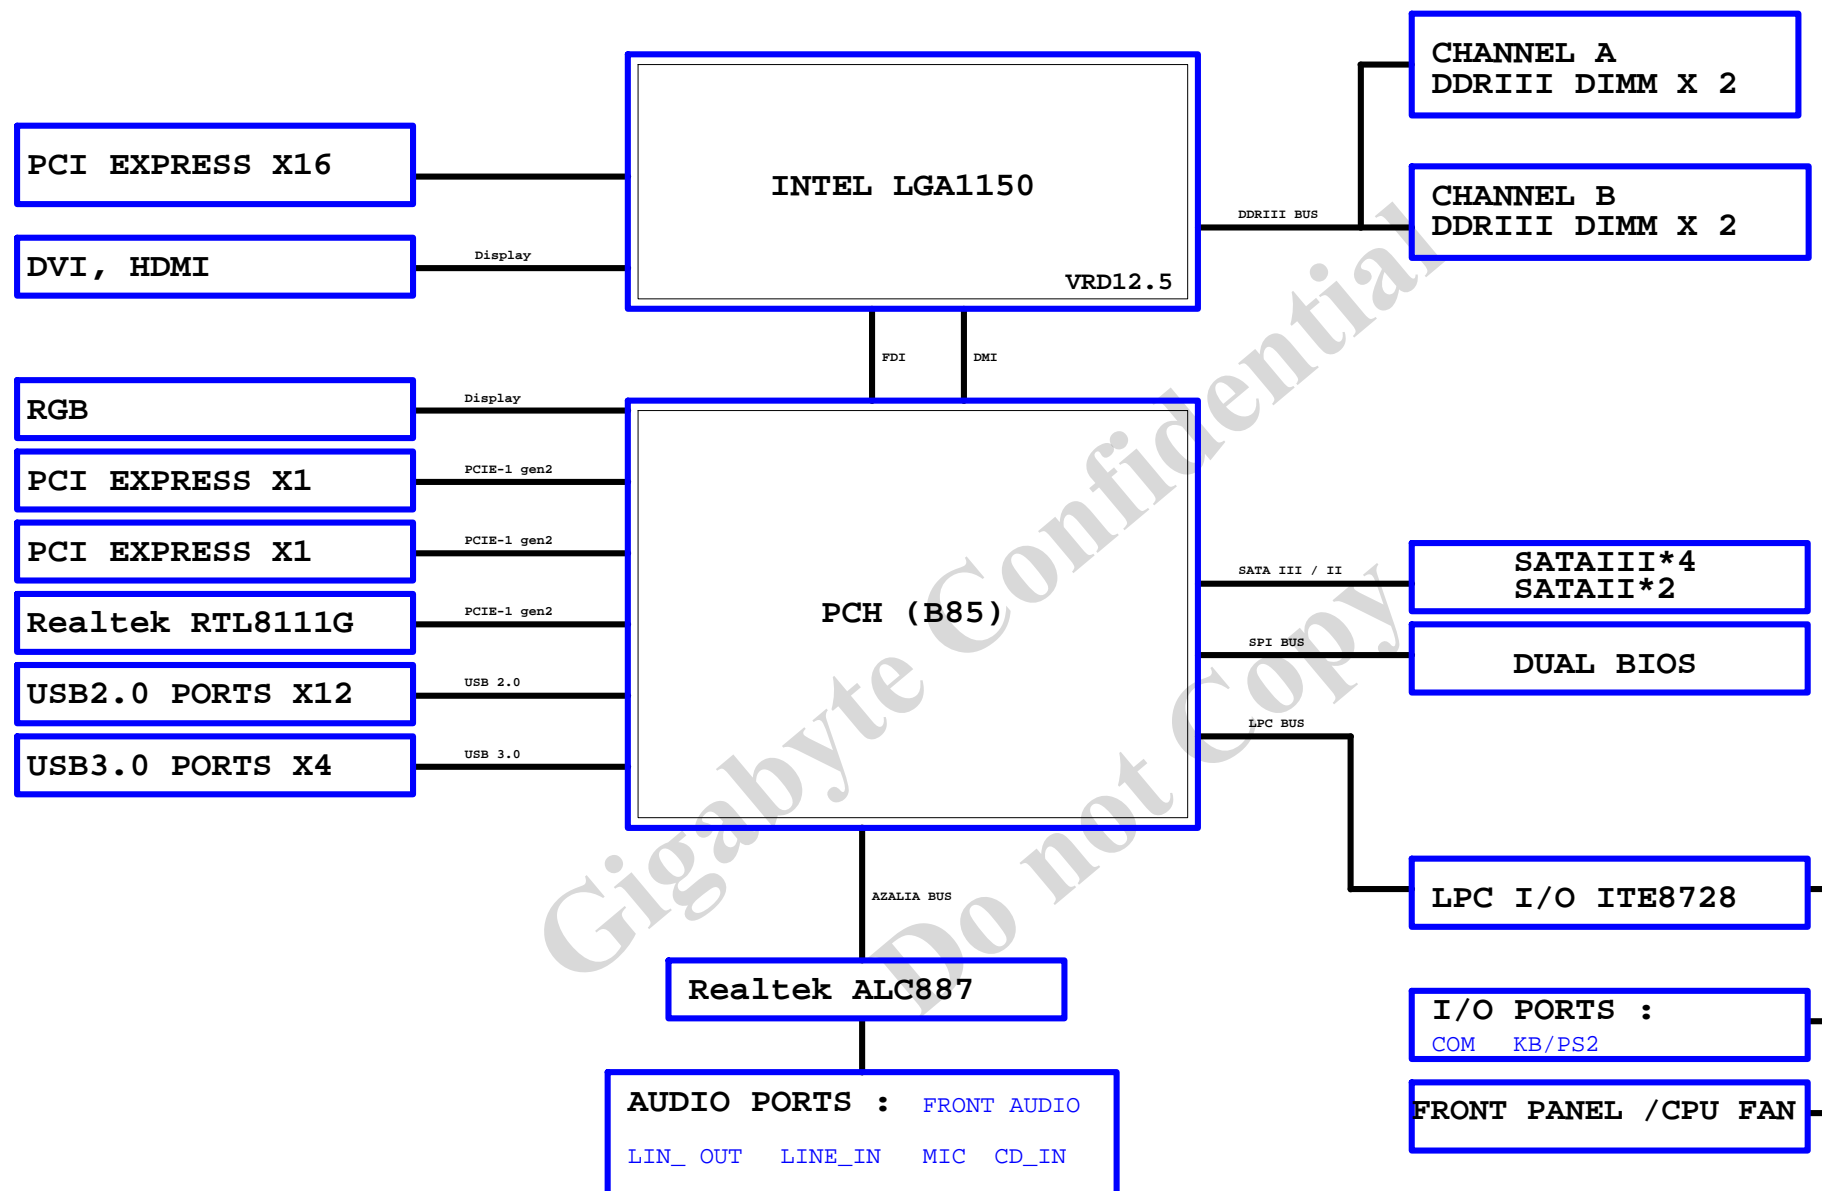 CHANNEL A
DDRIII DIMM X 2
PCI EXPRESS X16
INTEL LGA1150
CHANNEL B
DDRIII DIMM X 2
DDRIII BUS
DVI, HDMI
Display
VRD12.5
FDI
DMI
RGB
Display
PCI EXPRESS X1
PCIE-1 gen2
PCI EXPRESS X1
PCIE-1 gen2
SATA III / II
SATAIII*4
SATAII*2
Realtek RTL8111G
PCIE-1 gen2
PCH (B85)
SPI BUS
DUAL BIOS
USB2.0 PORTS X12
USB 2.0
LPC BUS
USB3.0 PORTS X4
USB 3.0
AZALIA BUS
LPC I/O ITE8728
Realtek ALC887
I/O PORTS :
COM KB/PS2
AUDIO PORTS : FRONT AUDIO
LIN_ OUT LINE_IN MIC CD_IN
FRONT PANEL /CPU FAN
Gigabyte Confidential
Do not Copy